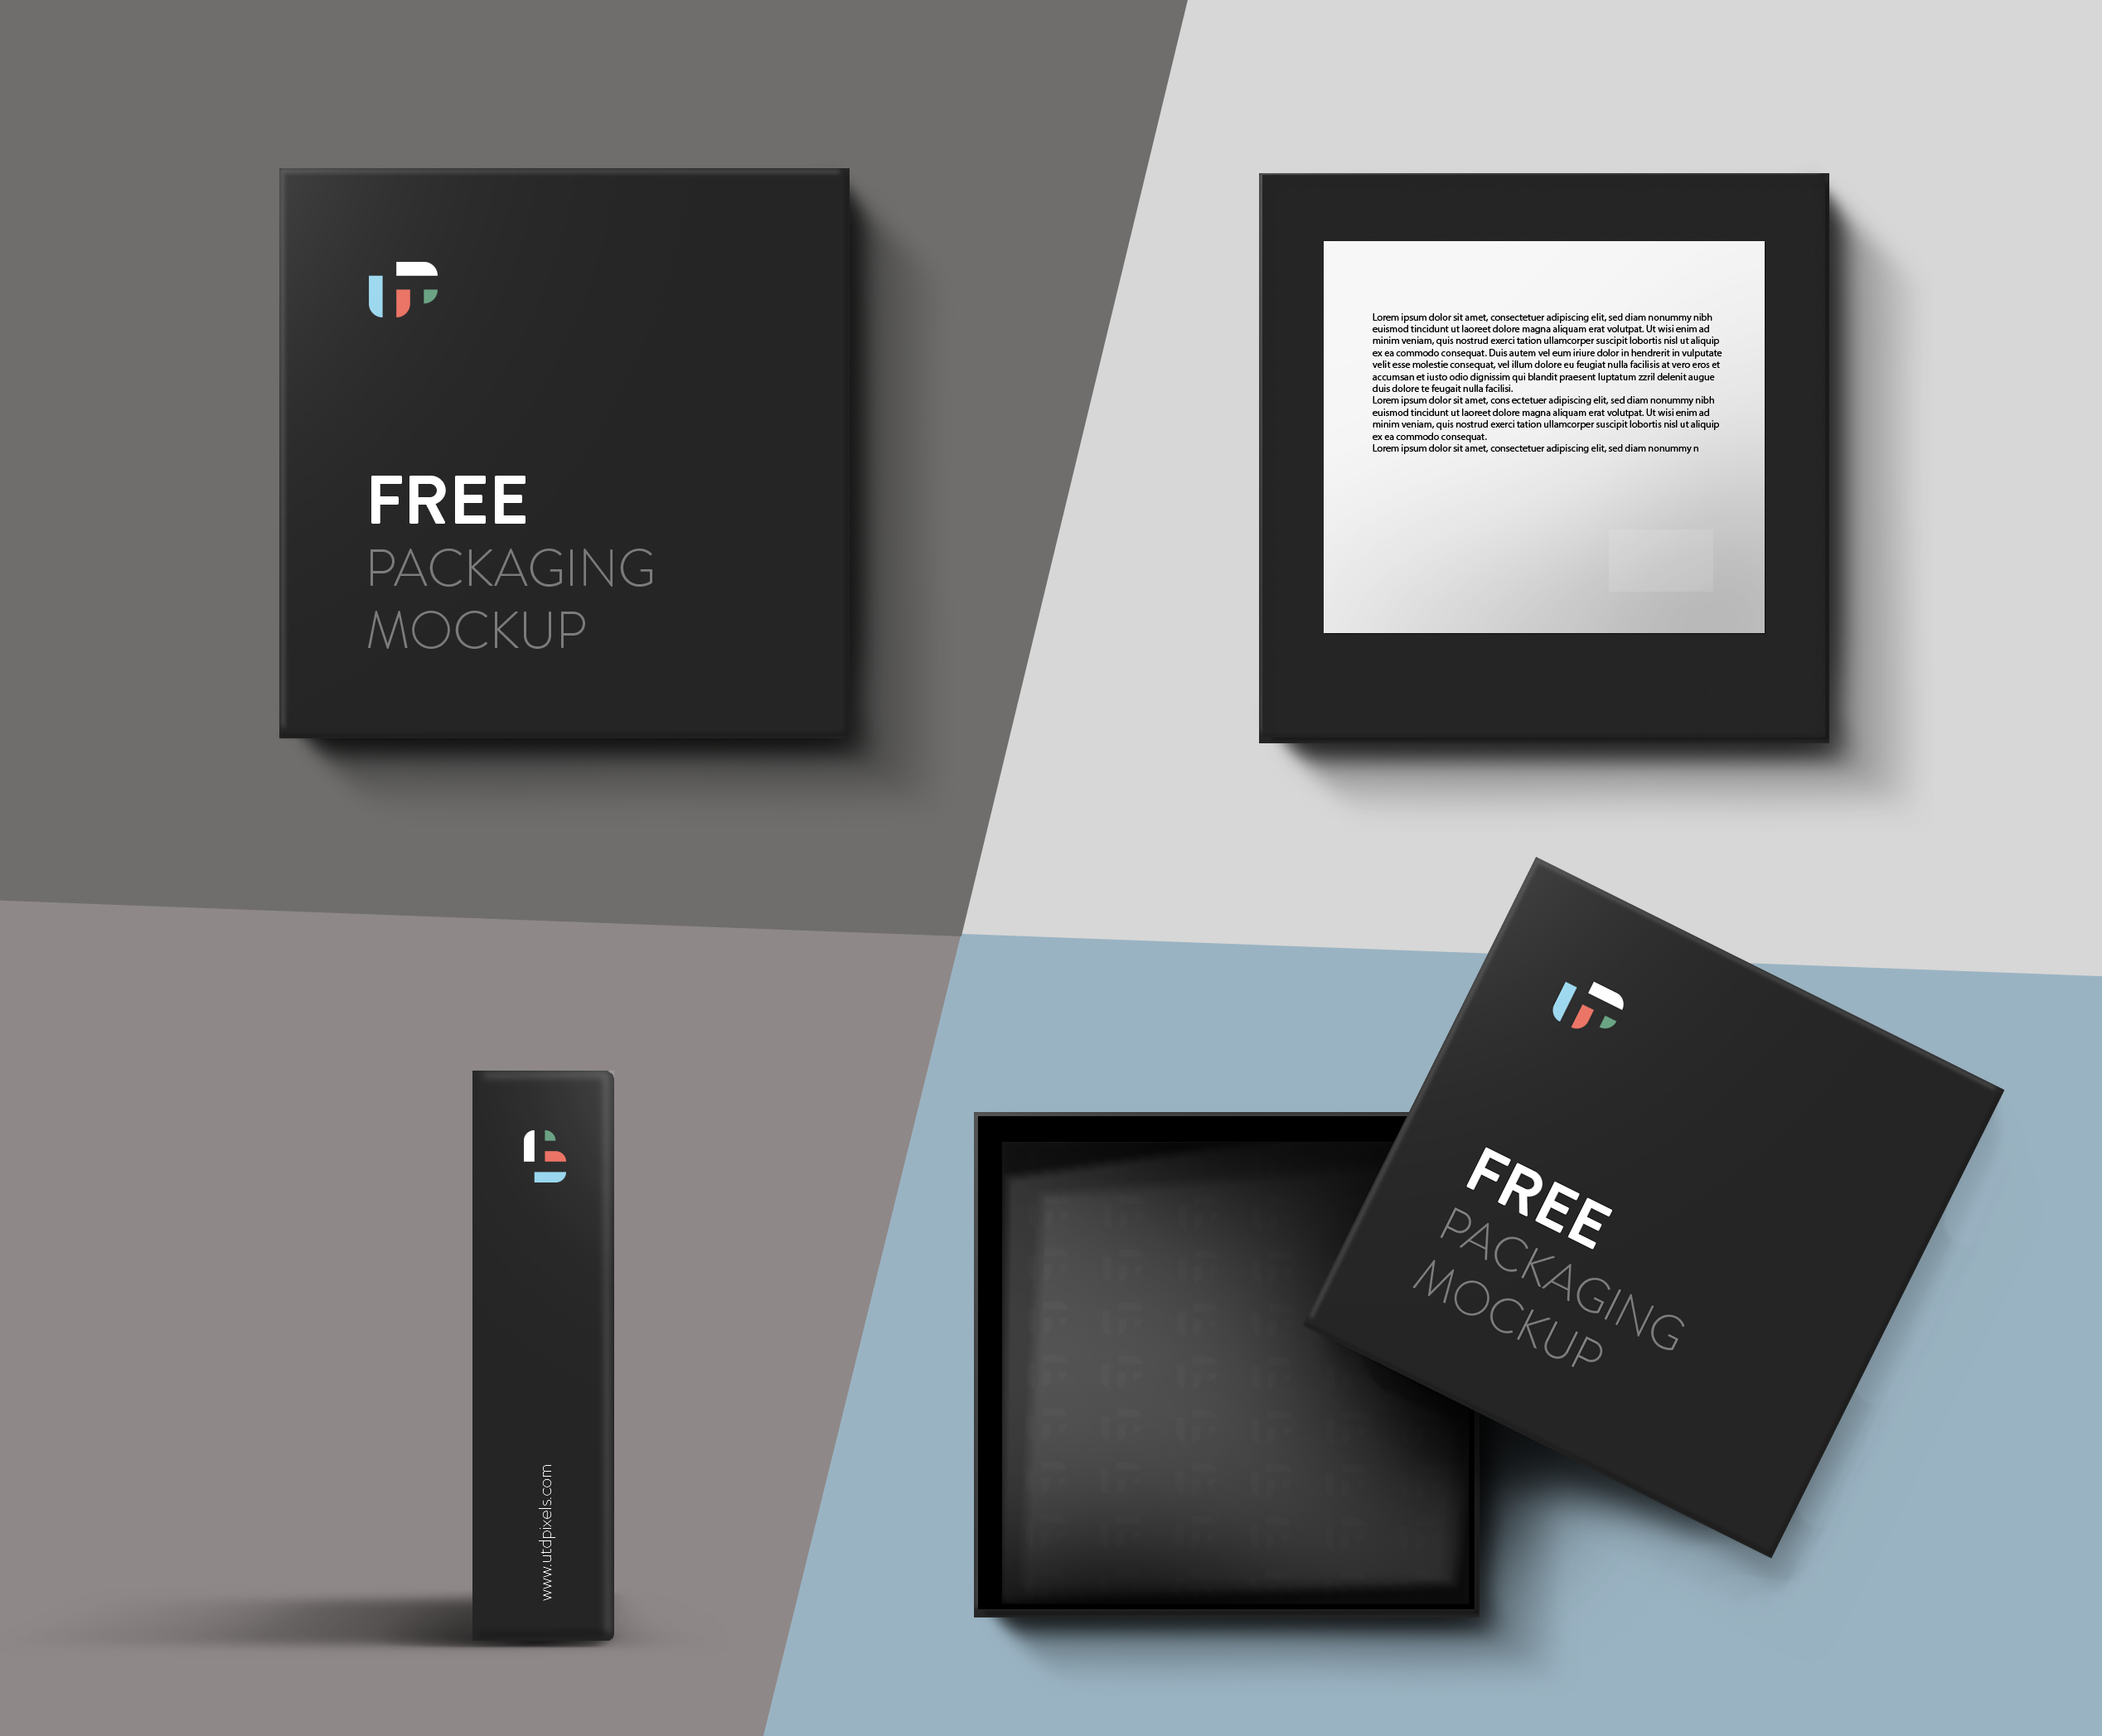 FREE
PACKAGING
MOCKUP
Lorem ipsum dolor sit amet, consectetuer adipiscing elit, sed diam nonummy nibh
euismod tincidunt ut laoreet dolore magna aliquam erat volutpat. Ut wisi enim ad
minim veniam, quis nostrud exerci tation ullamcorper suscipit lobortis nisl ut aliquip
ex ea commodo consequat. Duis autem vel eum iriure dolor in hendrerit in vulputate
velit esse molestie consequat, vel illum dolore eu feugiat nulla facilisis at vero eros et
accumsan et iusto odio dignissim qui blandit praesent luptatum zzril delenit augue
duis dolore te feugait nulla facilisi.
Lorem ipsum dolor sit amet, cons ectetuer adipiscing elit, sed diam nonummy nibh
euismod tincidunt ut laoreet dolore magna aliquam erat volutpat. Ut wisi enim ad
minim veniam, quis nostrud exerci tation ullamcorper suscipit lobortis nisl ut aliquip
ex ea commodo consequat.
Lorem ipsum dolor sit amet, consectetuer adipiscing elit, sed diam nonummy n
www.utdpixels.com
FREE
PACKAGING
MOCKUP